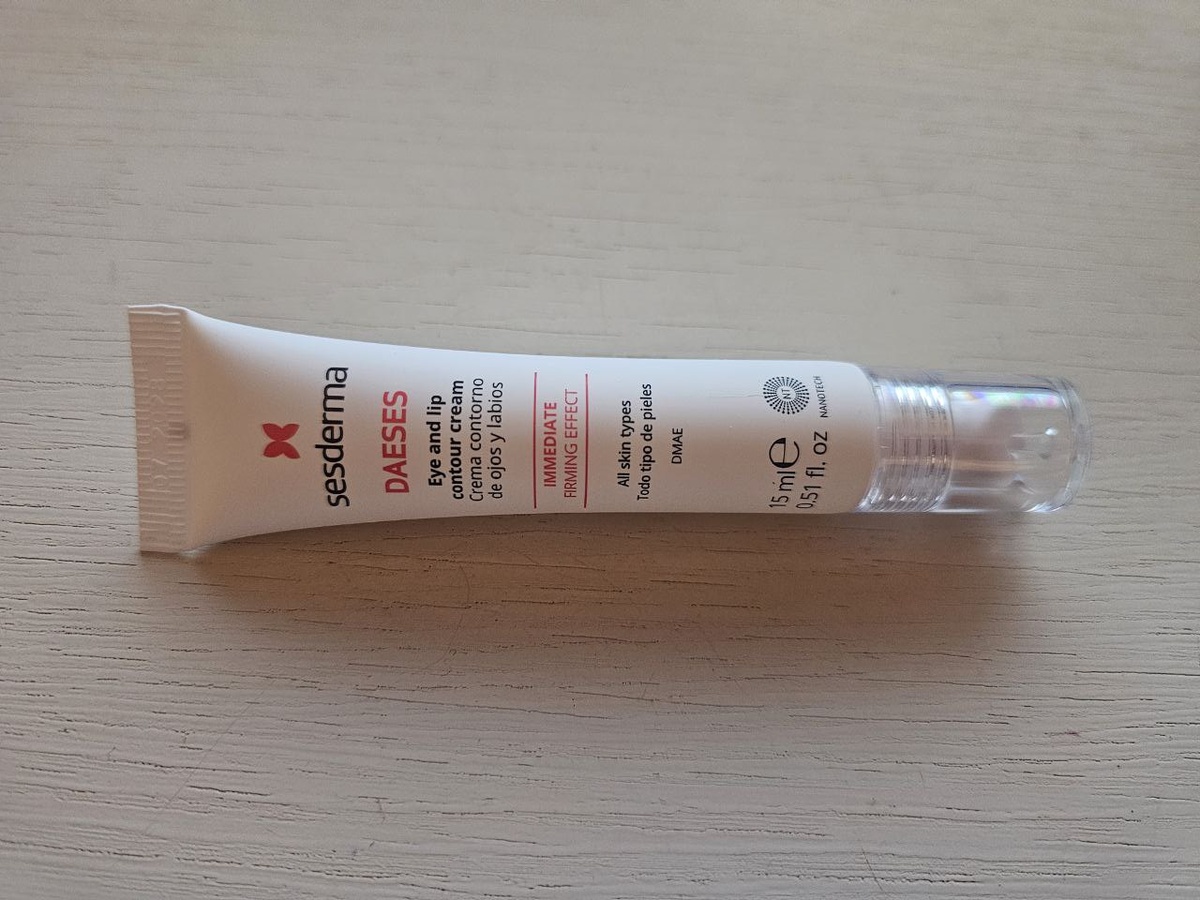 sesderma
DAESES
Eye and lip
contour cream
Crema contorno
de ojos y labios
IMMEDIATE
FIRMING EFFECT
All skin types
Todo tipo de pieles
DMAE
15 ml e
0,51 fl. oz
NT
NANOTECH